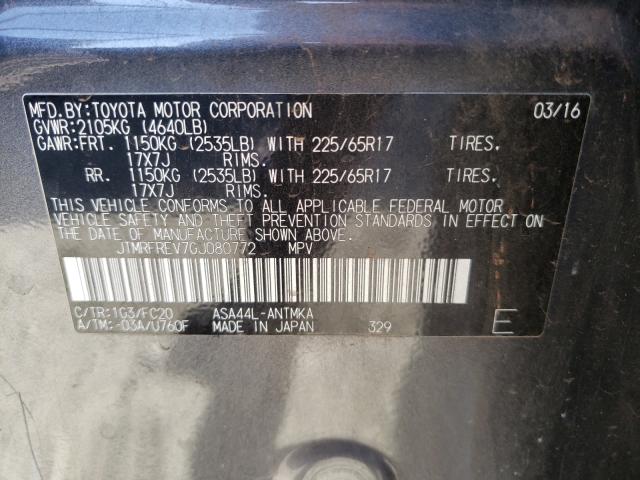 MFD.BY:TOYOTA MOTOR CORPORATION 03/16
GVWR:2105KG (4640LB)
GAWR:FRT. 1150KG (2535LB) WITH 225/65R17 TIRES.
17X7J RIMS.
RR. 1150KG (2535LB) WITH 225/65R17 TIRES.
17X7J RIMS.
THIS VEHICLE CONFORMS TO ALL APPLICABLE FEDERAL MOTOR
VEHICLE SAFETY AND THEFT PREVENTION STANDARDS IN EFFECT ON
THE DATE OF MANUFACTURE SHOWN ABOVE.
JTMRFREV7GJ080772 MPV
C/TR:1G3/FC20 ASA44L-ANTMKA
A/TM:-03A/U760F MADE IN JAPAN 329 E